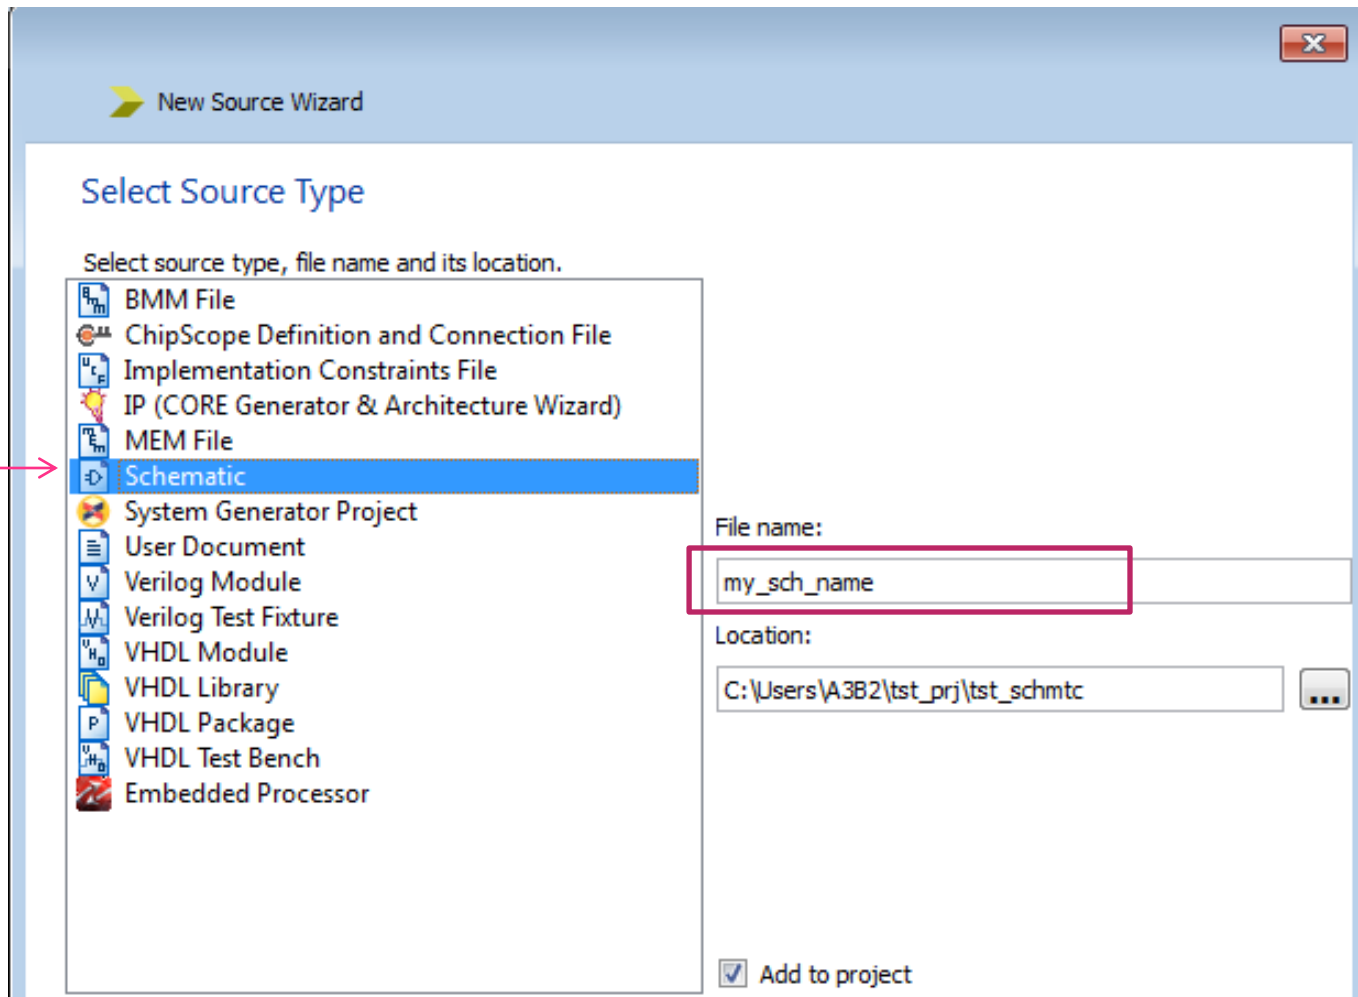 New Source Wizard
Select Source Type
Select source type, file name and its location.
BMM File
ChipScope Definition and Connection File
Implementation Constraints File
IP (CORE Generator & Architecture Wizard)
MEM File
Schematic
System Generator Project
User Document
Verilog Module
Verilog Test Fixture
VHDL Module
VHDL Library
VHDL Package
VHDL Test Bench
Embedded Processor
File name:
my_sch_name
Location:
C:\Users\A3B2\tst_prj\tst_schmtc
...
Add to project